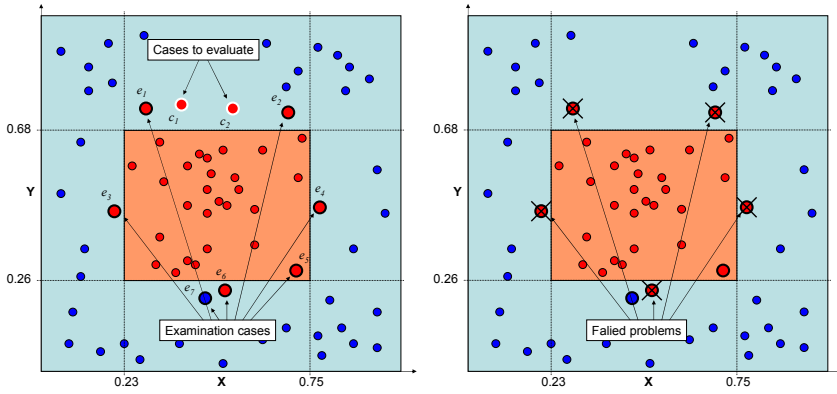 Cases to evaluate
e1
c1
c2
e2
0.68
Y
e3
e4
e5
e6
e7
0.26
Examination cases
0.23
X
0.75
0.68
Y
0.26
Falied problems
0.23
X
0.75